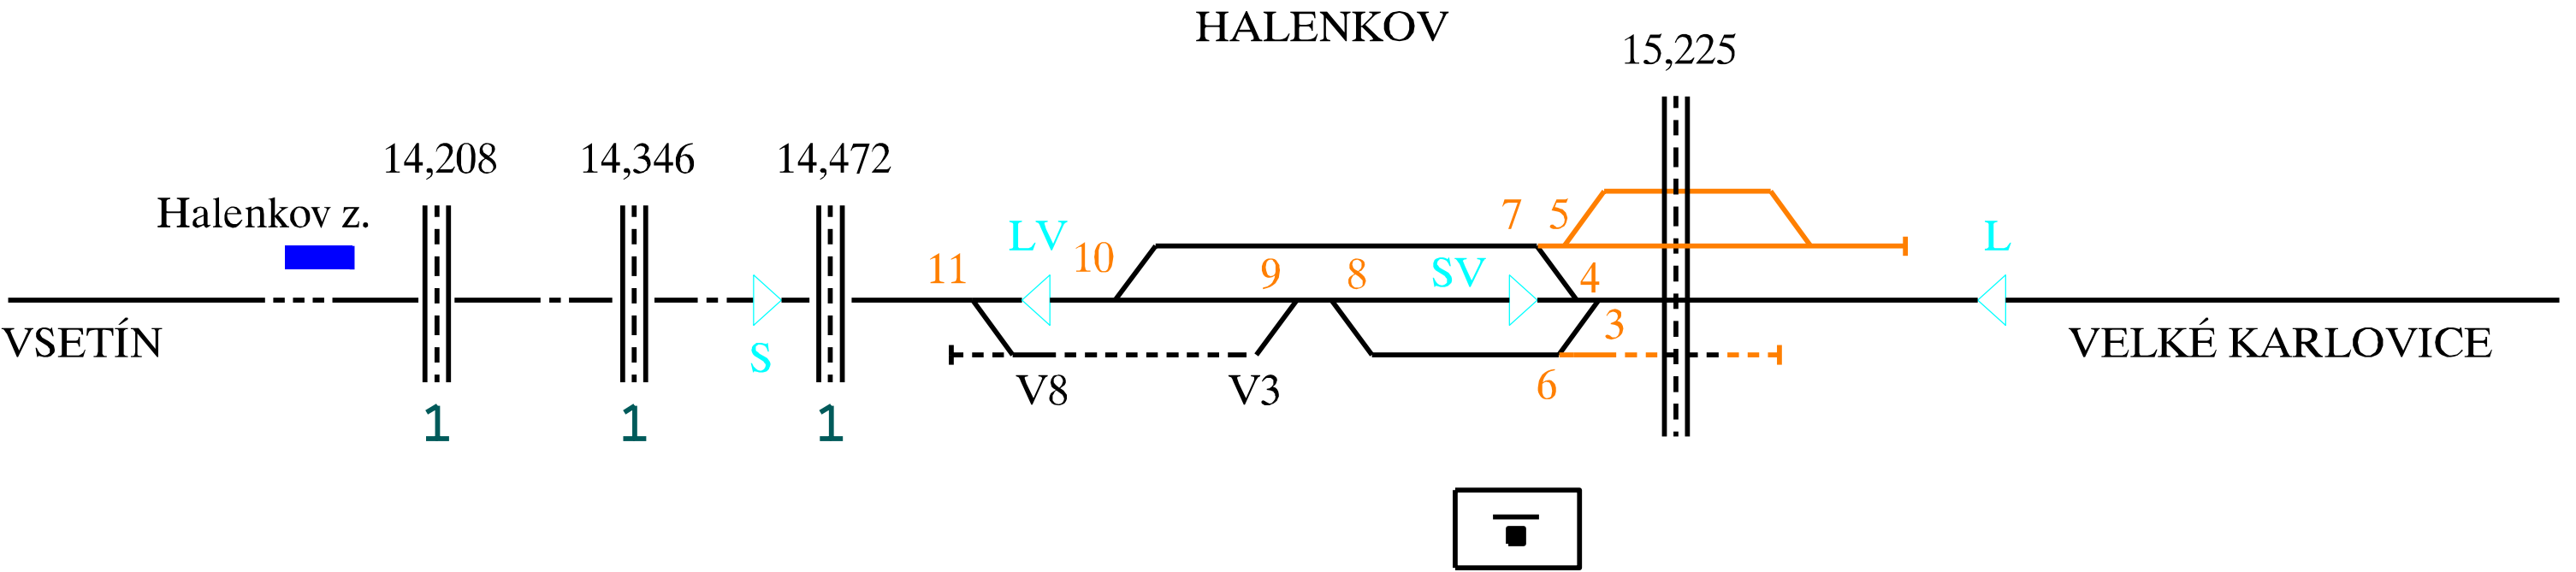 HALENKOV
15,225
14,208
14,346
14,472
Halenkov z.
7 5
LV
L
10
11
9
8
SV
4
3
VSETÍN
S
VELKÉ KARLOVICE
V8
V3
6
1
1
1